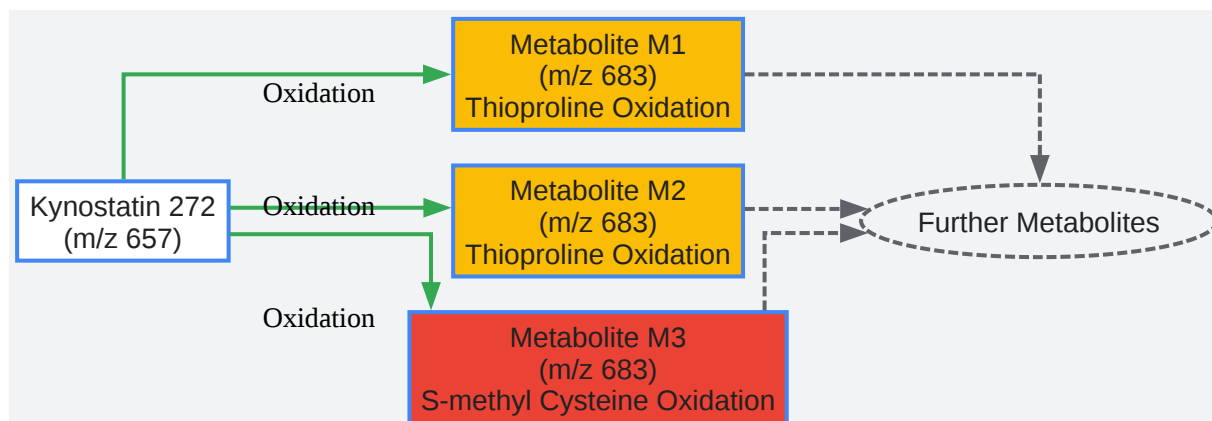 Metabolite M1
(m/z 683)
Thioproline Oxidation
Oxidation
Kynostatin 272
(m/z 657)
Oxidation
Metabolite M2
(m/z 683)
Thioproline Oxidation
Further Metabolites
Oxidation
Metabolite M3
(m/z 683)
S-methyl Cysteine Oxidation